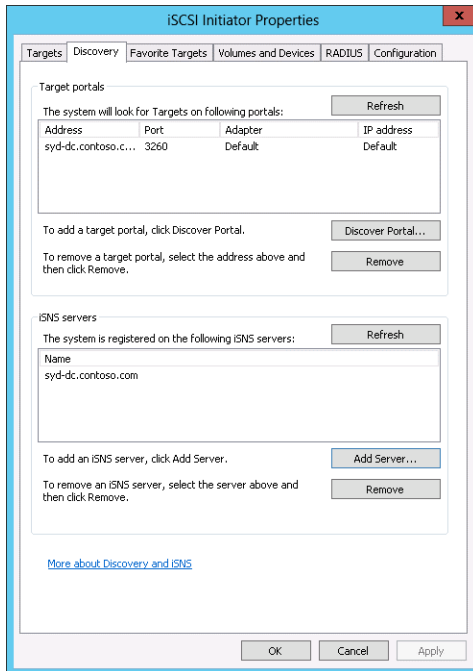 iSCSI Initiator Properties
x
Targets Discovery Favorite Targets Volumes and Devices RADIUS Configuration
Target portals
The system will look for Targets on following portals:
Refresh
Address Port Adapter IP address
syd-dc.contoso.c... 3260 Default Default
To add a target portal, click Discover Portal.
Discover Portal...
To remove a target portal, select the address above and
then click Remove.
Remove
iSNS servers
The system is registered on the following iSNS servers:
Refresh
Name
syd-dc.contoso.com
To add an iSNS server, click Add Server.
Add Server...
To remove an iSNS server, select the server above and
then click Remove.
Remove
More about Discovery and iSNS
OK Cancel Apply